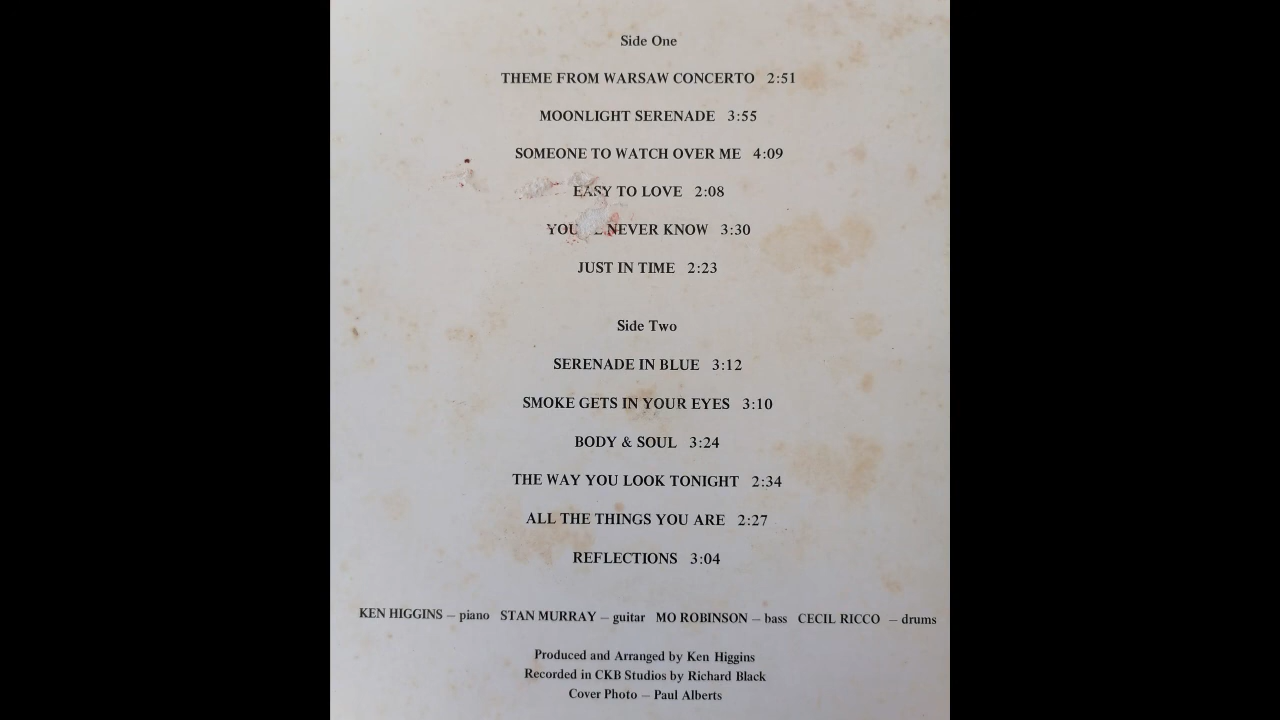 Side One
THEME FROM WARSAW CONCERTO 2:51
MOONLIGHT SERENADE 3:55
SOMEONE TO WATCH OVER ME 4:09
EASY TO LOVE 2:08
NEVER KNOW 3:30
JUST IN TIME 2:23
Side Two
SERENADE IN BLUE 3:12
SMOKE GETS IN YOUR EYES 3:10
BODY & SOUL 3:24
THE WAY YOU LOOK TONIGHT 2:34
ALL THE THINGS YOU ARE 2:27
REFLECTIONS 3:04
KEN HIGGINS – piano STAN MURRAY – guitar MO ROBINSON – bass CECIL RICCO – drums
Produced and Arranged by Ken Higgins
Recorded in CKB Studios by Richard Black
Cover Photo – Paul Alberts